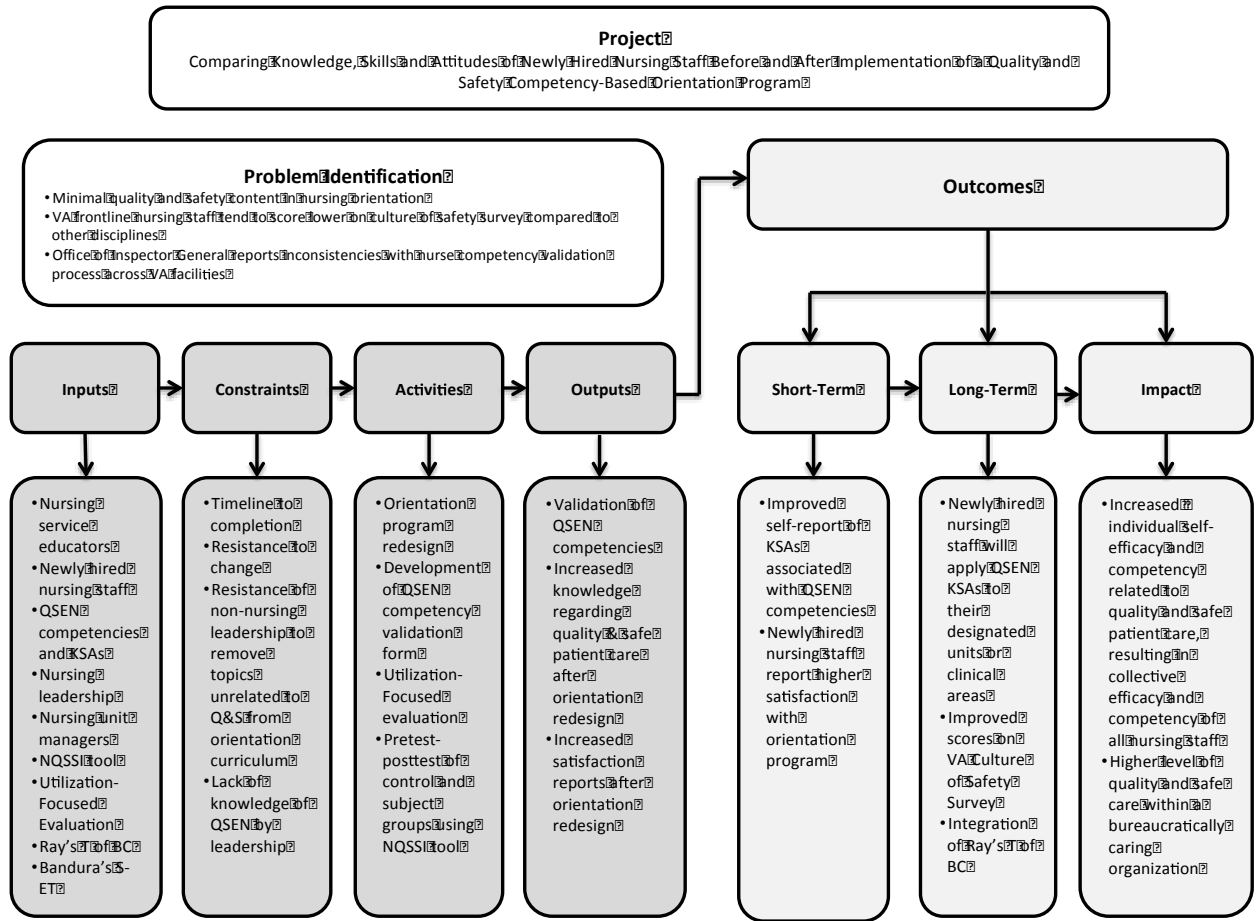 Project
Comparing Knowledge, Skills and Attitudes of Newly Hired Nursing Staff Before and After Implementation of a Quality and
Safety Competency-Based Orientation Program
Problem Identification
• Minimal quality and safety content in nursing orientation
• VA frontline nursing staff tend to score lower on culture of safety survey compared to
other disciplines
• Office of Inspector General reports inconsistencies with nurse competency validation
process across VA facilities
Outcomes
Inputs
Constraints
Activities
Outputs
Short-Term
Long-Term
Impact
• Nursing
service
educators
• Newly hired
nursing staff
• QSEN
competencies
and KSAs
• Nursing
leadership
• Nursing unit
managers
• NQSSI tool
• Utilization-
Focused
Evaluation
• Ray's T of BC
• Bandura's S-
ET
• Timeline to
completion
• Resistance to
change
• Resistance of
non-nursing
leadership to
remove
topics
unrelated to
Q&S from
orientation
curriculum
• Lack of
knowledge of
QSEN by
leadership
• Orientation
program
redesign
• Development
of QSEN
competency
validation
form
• Utilization-
Focused
evaluation
• Pretest-
posttest of
control and
subject
groups using
NQSSI tool
• Validation of
QSEN
competencies
• Increased
knowledge
regarding
quality & safe
patient care
after
orientation
redesign
• Increased
satisfaction
reports after
orientation
redesign
• Improved
self-report of
KSAs
associated
with QSEN
competencies
• Newly hired
nursing staff
report higher
satisfaction
with
orientation
program
• Newly hired
nursing
staff will
apply QSEN
KSAs to
their
designated
units or
clinical
areas
• Improved
scores on
VA Culture
of Safety
Survey
• Integration
of Ray's T of
BC
• Increased
individual self-
efficacy and
competency
related to
quality and safe
patient care,
resulting in
collective
efficacy and
competency of
all nursing staff
• Higher level of
quality and safe
care within a
bureaucratically
caring
organization